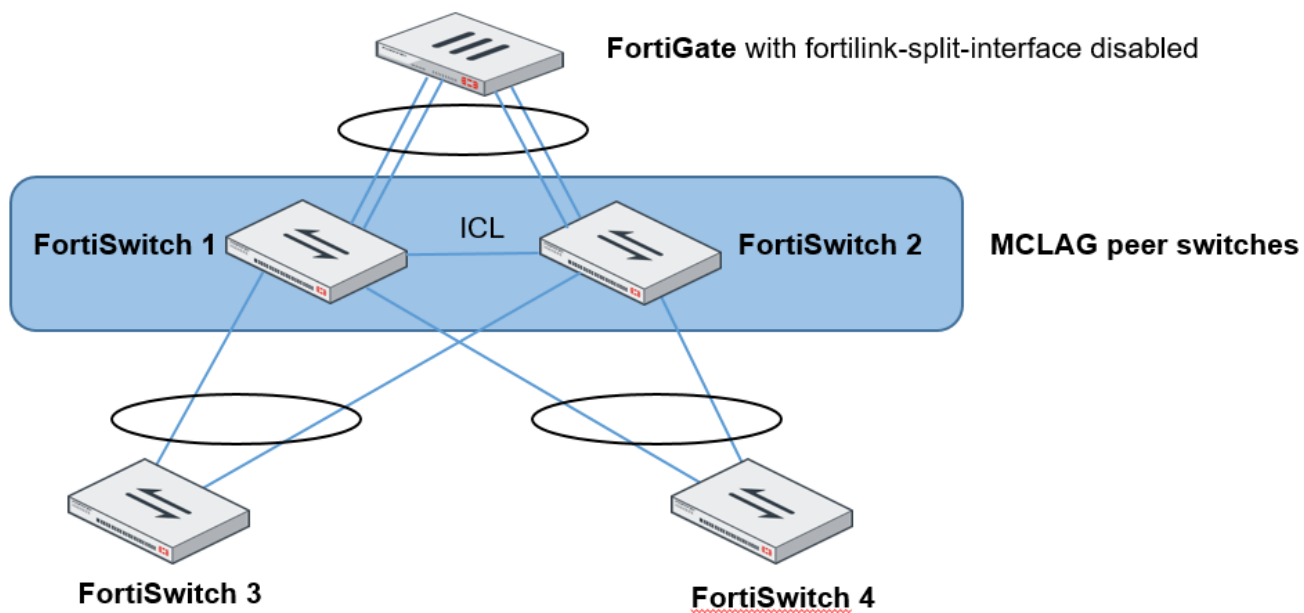 FortiGate with fortilink-split-interface disabled
ICL
FortiSwitch 1
FortiSwitch 2
MCLAG peer switches
FortiSwitch 3
FortiSwitch 4